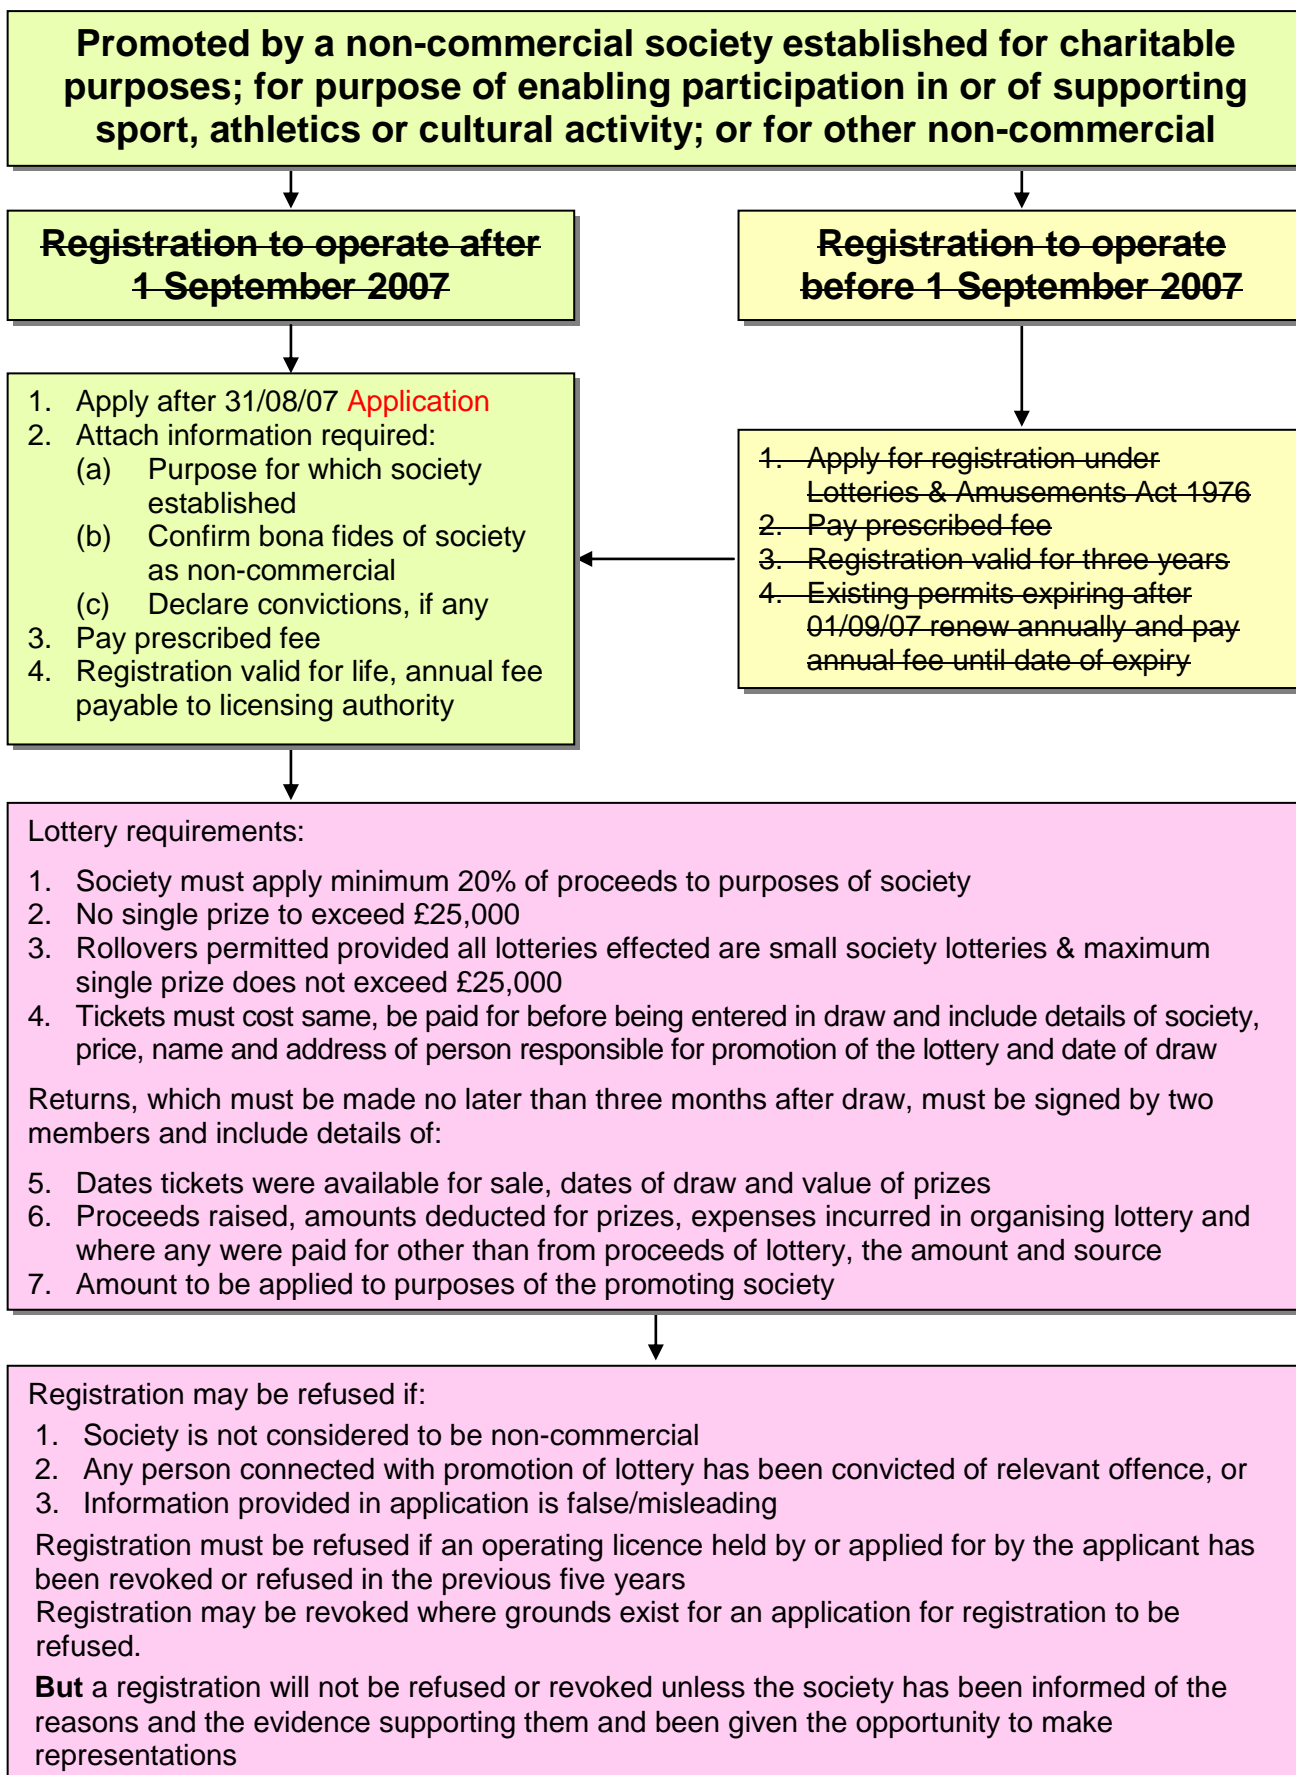 Promoted by a non-commercial society established for charitable
purposes; for purpose of enabling participation in or of supporting
sport, athletics or cultural activity; or for other non-commercial
Registration to operate after
1 September 2007
Registration to operate
before 1 September 2007
1. Apply after 31/08/07 Application
2. Attach information required:
(a) Purpose for which society
established
(b) Confirm bona fides of society
as non-commercial
(c) Declare convictions, if any
3. Pay prescribed fee
4. Registration valid for life, annual fee
payable to licensing authority
1. Apply for registration under
Lotteries & Amusements Act 1976
2. Pay prescribed fee
3. Registration valid for three years
4. Existing permits expiring after
01/09/07 renew annually and pay
annual fee until date of expiry
Lottery requirements:
1. Society must apply minimum 20% of proceeds to purposes of society
2. No single prize to exceed £25,000
3. Rollovers permitted provided all lotteries effected are small society lotteries & maximum
single prize does not exceed £25,000
4. Tickets must cost same, be paid for before being entered in draw and include details of society,
price, name and address of person responsible for promotion of the lottery and date of draw
Returns, which must be made no later than three months after draw, must be signed by two
members and include details of:
5. Dates tickets were available for sale, dates of draw and value of prizes
6. Proceeds raised, amounts deducted for prizes, expenses incurred in organising lottery and
where any were paid for other than from proceeds of lottery, the amount and source
7. Amount to be applied to purposes of the promoting society
Registration may be refused if:
1. Society is not considered to be non-commercial
2. Any person connected with promotion of lottery has been convicted of relevant offence, or
3. Information provided in application is false/misleading
Registration must be refused if an operating licence held by or applied for by the applicant has
been revoked or refused in the previous five years
Registration may be revoked where grounds exist for an application for registration to be
refused.
But a registration will not be refused or revoked unless the society has been informed of the
reasons and the evidence supporting them and been given the opportunity to make
representations